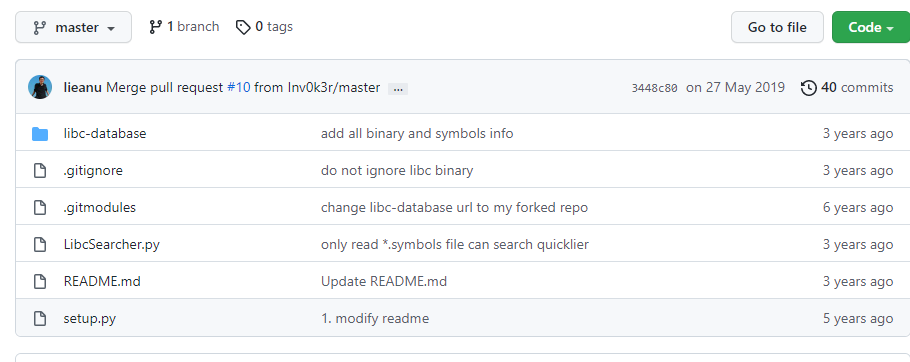 master 1 branch 0 tags Go to file Code
lieanu Merge pull request #10 from Inv0k3r/master ... 3448c80 on 27 May 2019 40 commits
libc-database add all binary and symbols info 3 years ago
.gitignore do not ignore libc binary 3 years ago
.gitmodules change libc-database url to my forked repo 6 years ago
LibcSearcher.py only read *.symbols file can search quicklier 3 years ago
README.md Update README.md 3 years ago
setup.py 1. modify readme 5 years ago